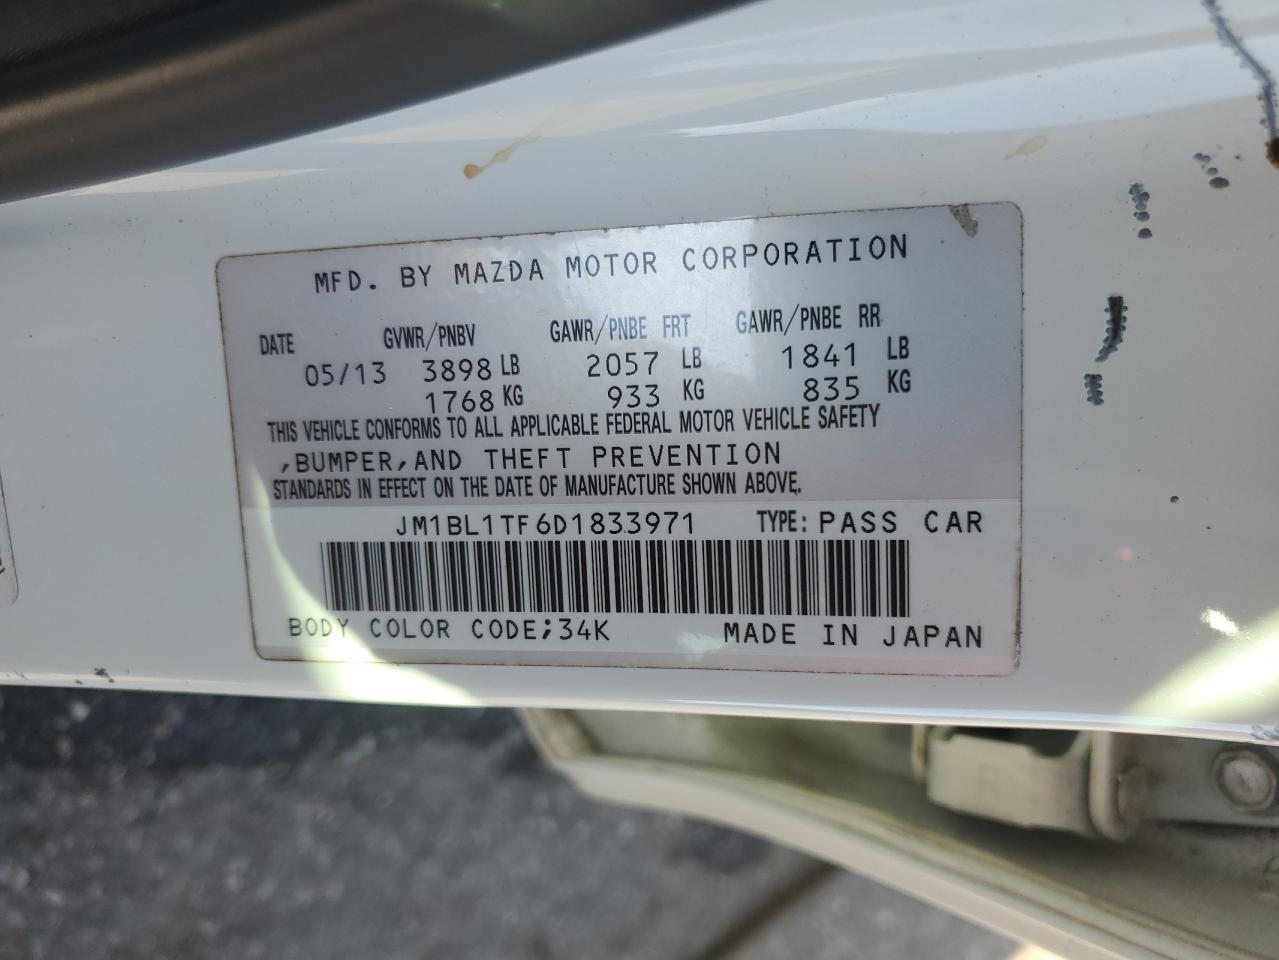 MFD. BY MAZDA MOTOR CORPORATION
DATE GVWR/PNBV GAWR/PNBE FRT GAWR/PNBE RR
05/13 3898 LB 2057 LB 1841 LB
1768 KG 933 KG 835 KG
THIS VEHICLE CONFORMS TO ALL APPLICABLE FEDERAL MOTOR VEHICLE SAFETY
,BUMPER,AND THEFT PREVENTION
STANDARDS IN EFFECT ON THE DATE OF MANUFACTURE SHOWN ABOVE.
JM1BL1TF6D1833971 TYPE: PASS CAR
BODY COLOR CODE;34K MADE IN JAPAN